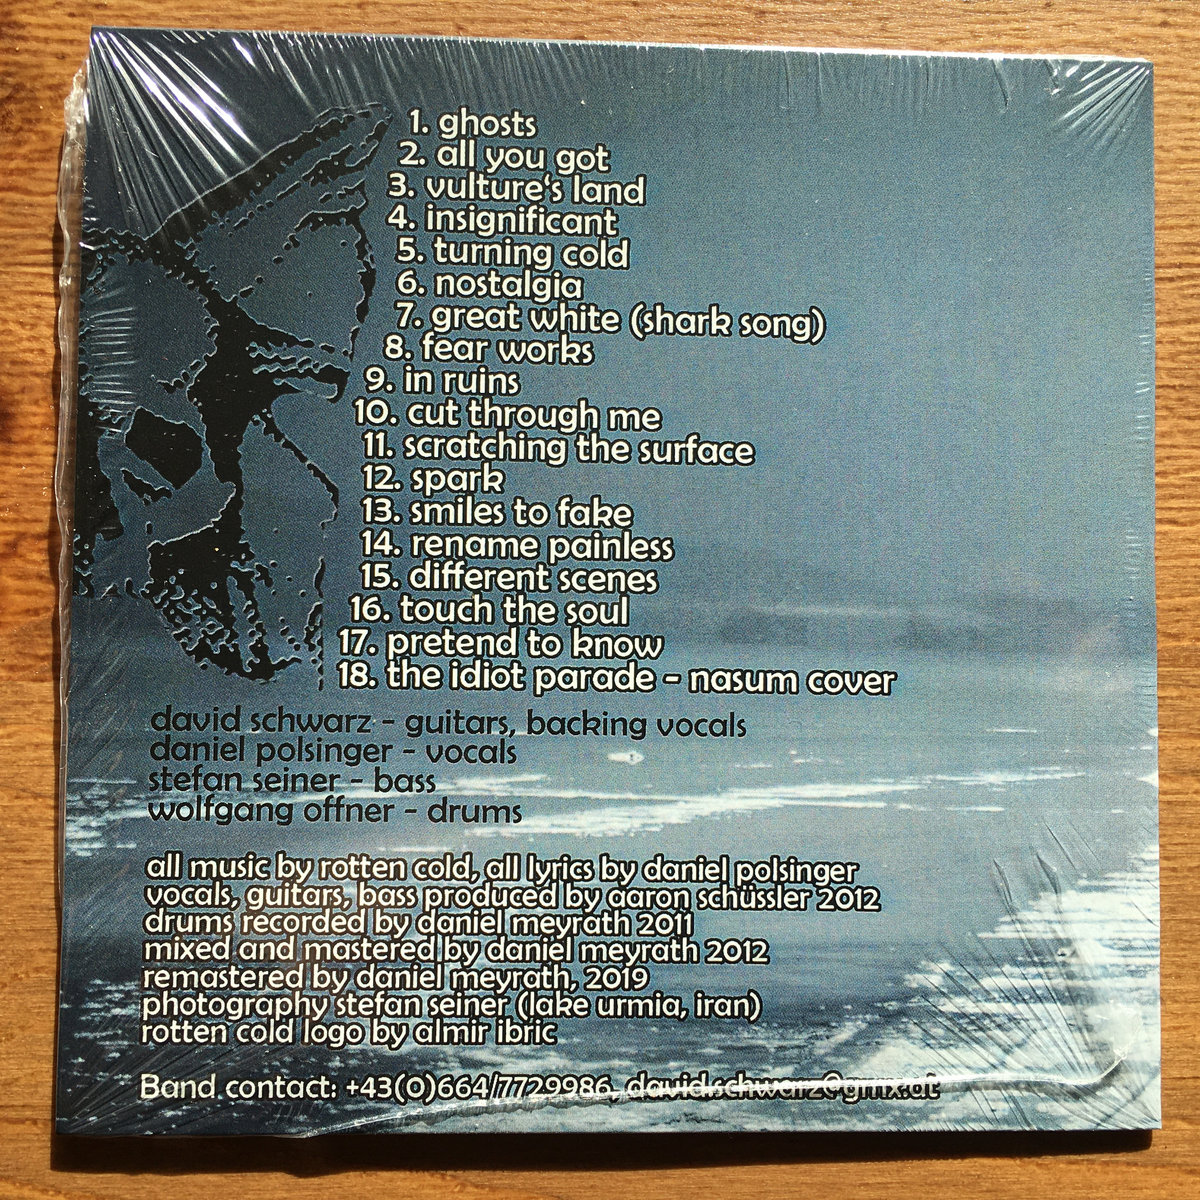 1. ghosts
2. all you got
3. vulture's land
4. insignificant
5. turning cold
6. nostalgia
7. great white (shark song)
8. fear works
9. in ruins
10. cut through me
11. scratching the surface
12. spark
13. smiles to fake
14. rename painless
15. different scenes
16. touch the soul
17. pretend to know
18. the idiot parade - nasum cover
david schwarz - guitars, backing vocals
daniel polsinger - vocals
stefan seiner - bass
wolfgang offner - drums
all music by rotten cold, all lyrics by daniel polsinger
vocals, guitars, bass produced by aaron schüssler 2012
drums recorded by daniel meyrath 2011
mixed and mastered by daniel meyrath 2012
remastered by daniel meyrath, 2019
photography stefan seiner (lake urmia, iran)
rotten cold logo by almir ibric
Band contact: +43(0)664/7729986, david.schwarz@gmx.at